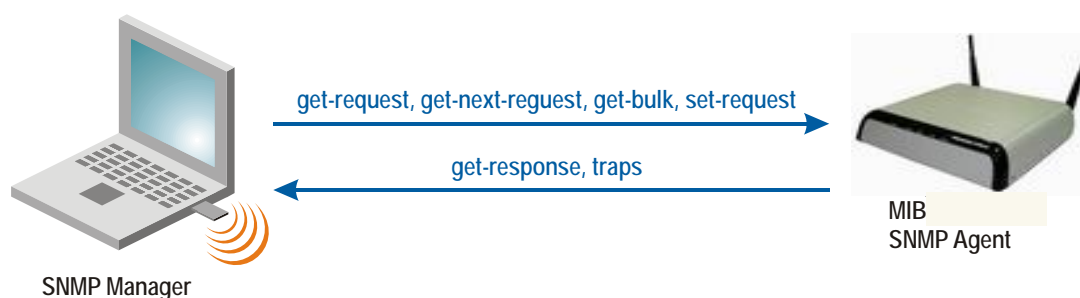 get-request, get-next-reguest, get-bulk, set-request
get-response, traps
MIB
SNMP Agent
SNMP Manager